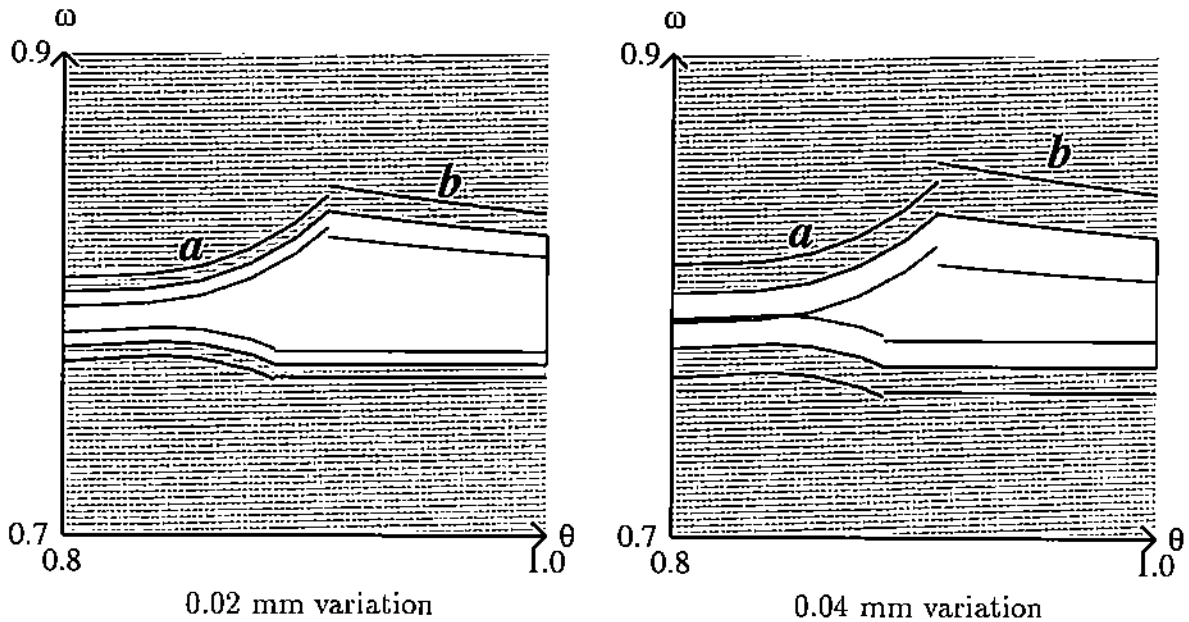 ω
0.9
a
b
0.7
0.8
1.0
θ
0.02 mm variation
ω
0.9
a
b
0.7
0.8
1.0
θ
0.04 mm variation